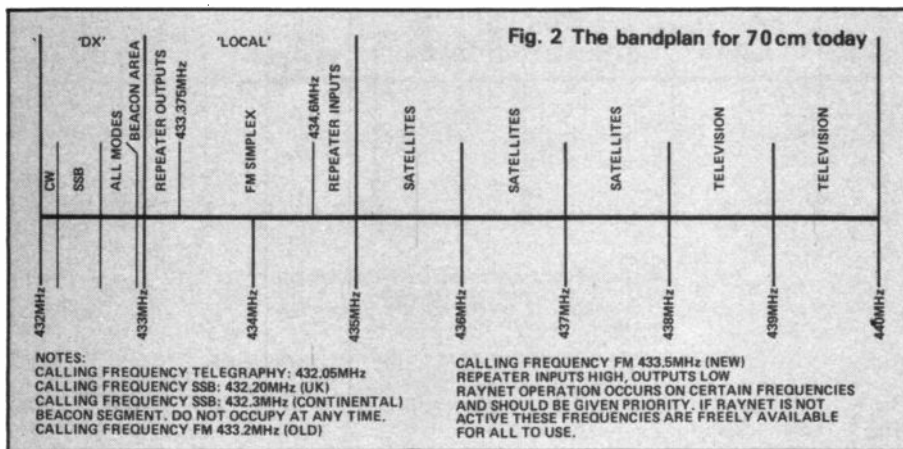 Fig. 2 The bandplan for 70cm today
'DX'
'LOCAL'
CW
SSB
ALL MODES
BEACON AREA
REPEATER OUTPUTS
433.375MHz
FM SIMPLEX
434.6MHz
REPEATER INPUTS
SATELLITES
SATELLITES
SATELLITES
TELEVISION
TELEVISION
432MHz
433MHz
434MHz
435MHz
436MHz
437MHz
438MHz
439MHz
440MHz
NOTES:
CALLING FREQUENCY TELEGRAPHY: 432.05MHz
CALLING FREQUENCY SSB: 432.20MHz (UK)
CALLING FREQUENCY SSB: 432.3MHz (CONTINENTAL)
BEACON SEGMENT. DO NOT OCCUPY AT ANY TIME.
CALLING FREQUENCY FM 433.2MHz (OLD)
CALLING FREQUENCY FM 433.5MHz (NEW)
REPEATER INPUTS HIGH, OUTPUTS LOW
RAYNET OPERATION OCCURS ON CERTAIN FREQUENCIES
AND SHOULD BE GIVEN PRIORITY. IF RAYNET IS NOT
ACTIVE THESE FREQUENCIES ARE FREELY AVAILABLE
FOR ALL TO USE.